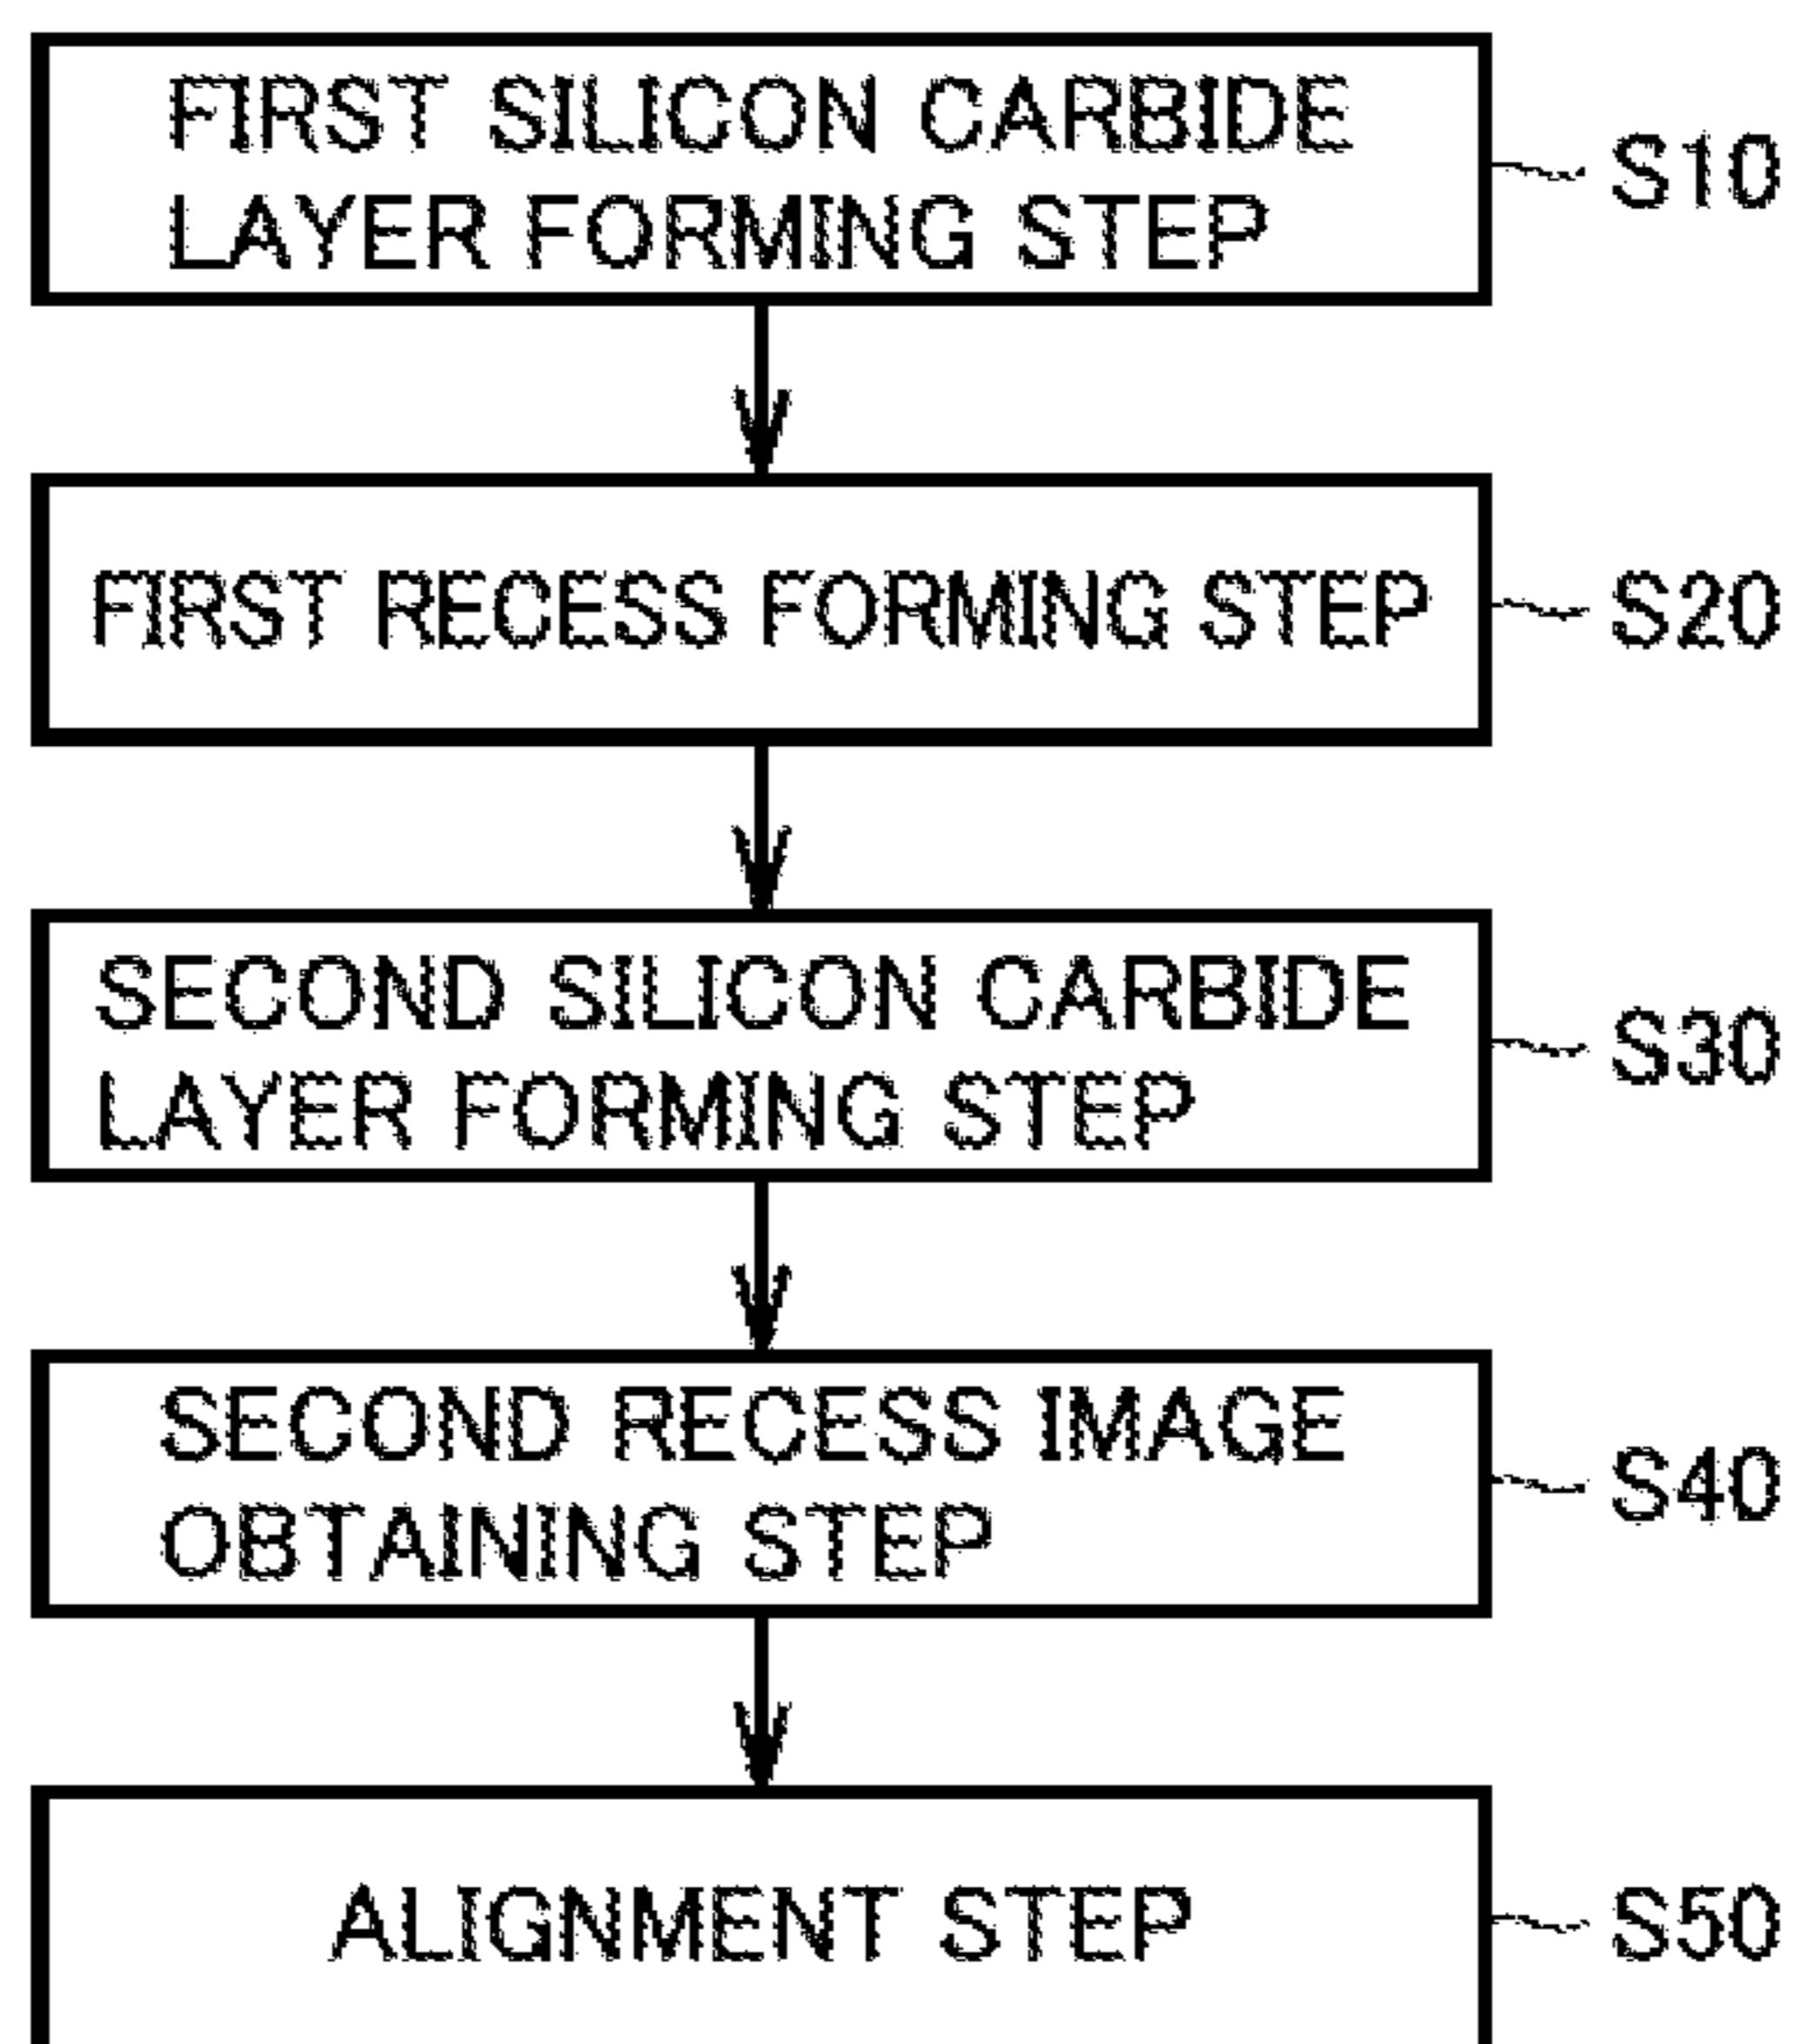 FIRST SILICON CARBIDE
LAYER FORMING STEP
S10
FIRST RECESS FORMING STEP
S20
SECOND SILICON CARBIDE
LAYER FORMING STEP
S30
SECOND RECESS IMAGE
OBTAINING STEP
S40
ALIGNMENT STEP
S50